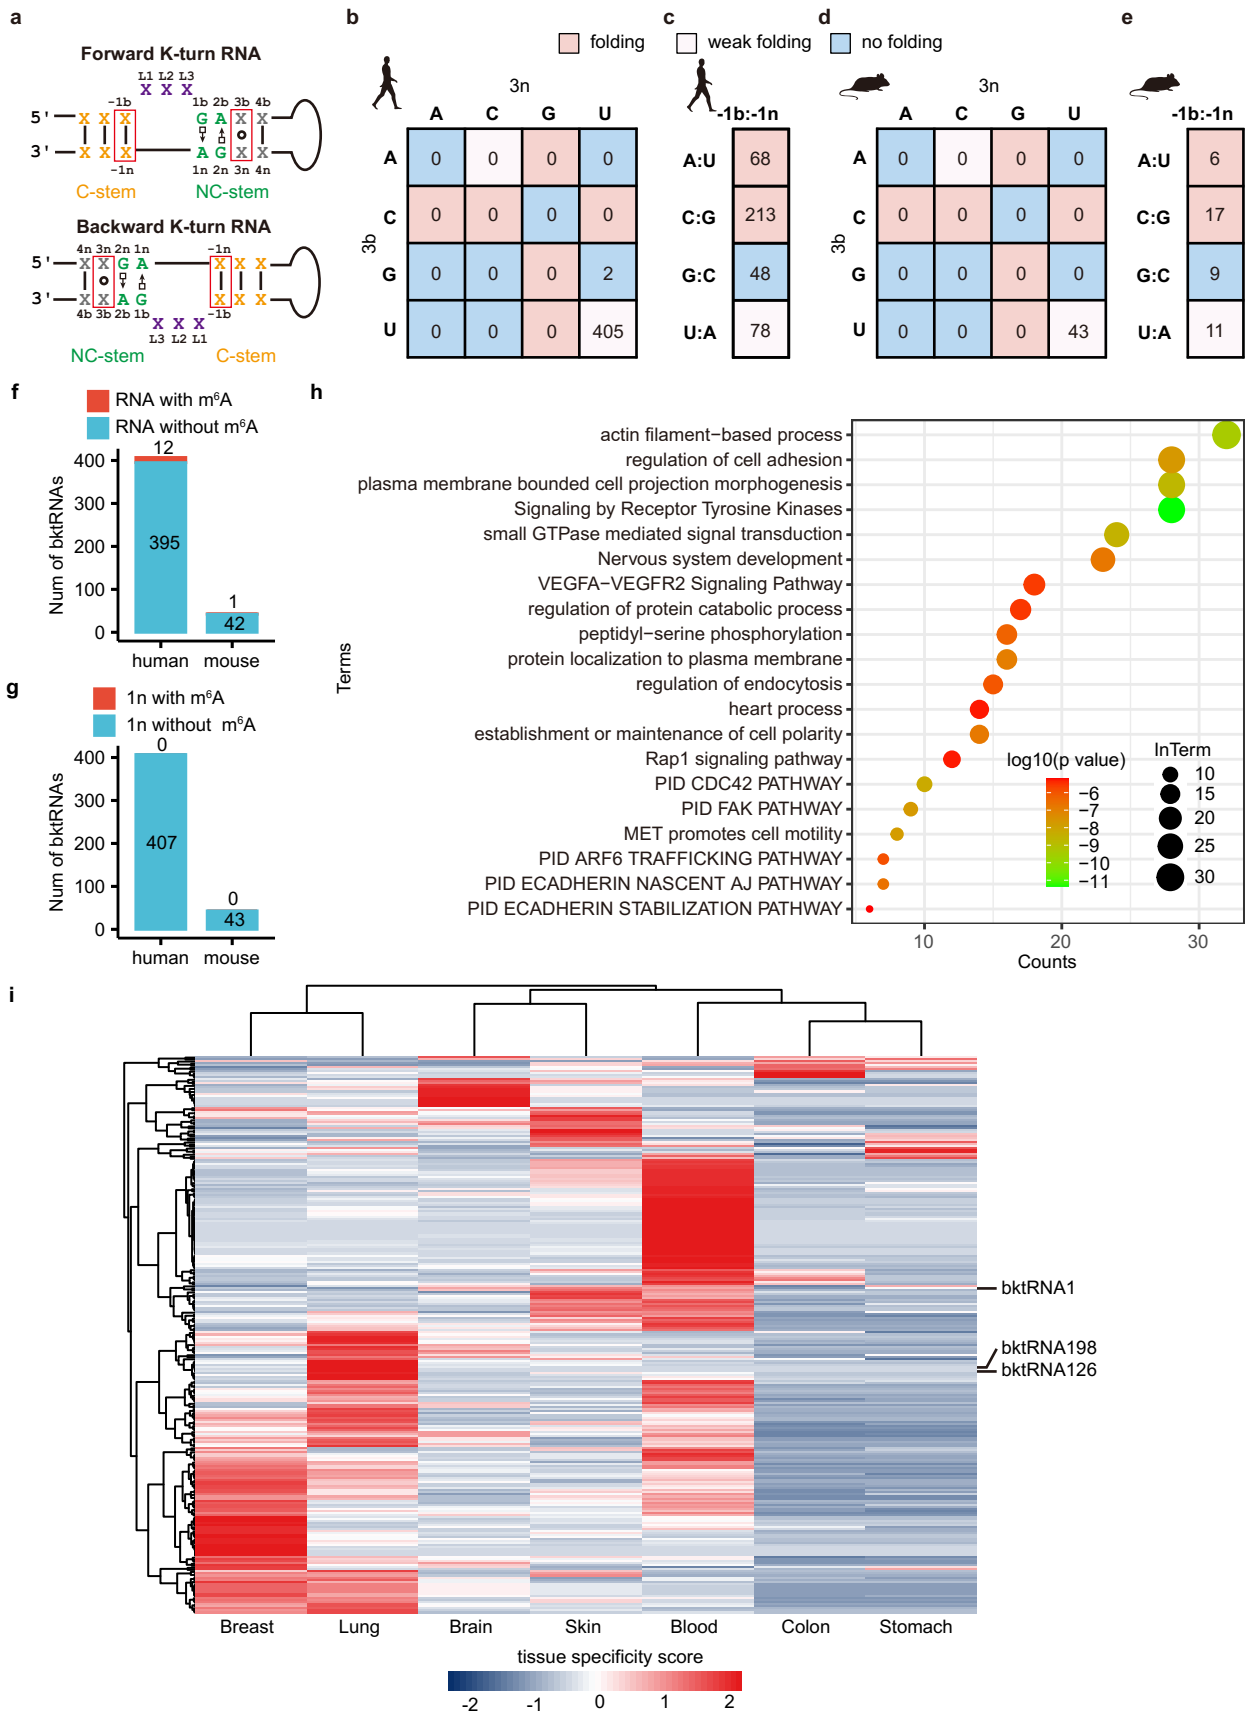 a
Forward K-turn RNA
L1 L2 L3
X X X
-1b 1b 2b 3b 4b
5' X X X G A X X
3' X X X A G X X
-1n 1n 2n 3n 4n
C-stem NC-stem
Backward K-turn RNA
4n 3n 2n 1n -1n
5' X X G A X X X
3' X X A G X X X
4b 3b 2b 1b -1b
X X X
L3 L2 L1
NC-stem C-stem
folding weak folding no folding
b
3n
A C G U
3b
A 0 0 0 0
C 0 0 0 0
G 0 0 0 2
U 0 0 0 405
c
-1b:-1n
A:U 68
C:G 213
G:C 48
U:A 78
d
3n
A C G U
3b
A 0 0 0 0
C 0 0 0 0
G 0 0 0 0
U 0 0 0 43
e
-1b:-1n
A:U 6
C:G 17
G:C 9
U:A 11
f
RNA with m⁶A
RNA without m⁶A
Num of bktRNAs
400
300
200
100
0
12
395
1
42
human mouse
g
1n with m⁶A
1n without m⁶A
Num of bktRNAs
400
300
200
100
0
0
407
0
43
human mouse
h
Terms
actin filament−based process
regulation of cell adhesion
plasma membrane bounded cell projection morphogenesis
Signaling by Receptor Tyrosine Kinases
small GTPase mediated signal transduction
Nervous system development
VEGFA−VEGFR2 Signaling Pathway
regulation of protein catabolic process
peptidyl−serine phosphorylation
protein localization to plasma membrane
regulation of endocytosis
heart process
establishment or maintenance of cell polarity
Rap1 signaling pathway
PID CDC42 PATHWAY
PID FAK PATHWAY
MET promotes cell motility
PID ARF6 TRAFFICKING PATHWAY
PID ECADHERIN NASCENT AJ PATHWAY
PID ECADHERIN STABILIZATION PATHWAY
log10(p value)
−6
−7
−8
−9
−10
−11
InTerm
10
15
20
25
30
10 20 30
Counts
i
bktRNA1
bktRNA198
bktRNA126
Breast Lung Brain Skin Blood Colon Stomach
tissue specificity score
-2 -1 0 1 2